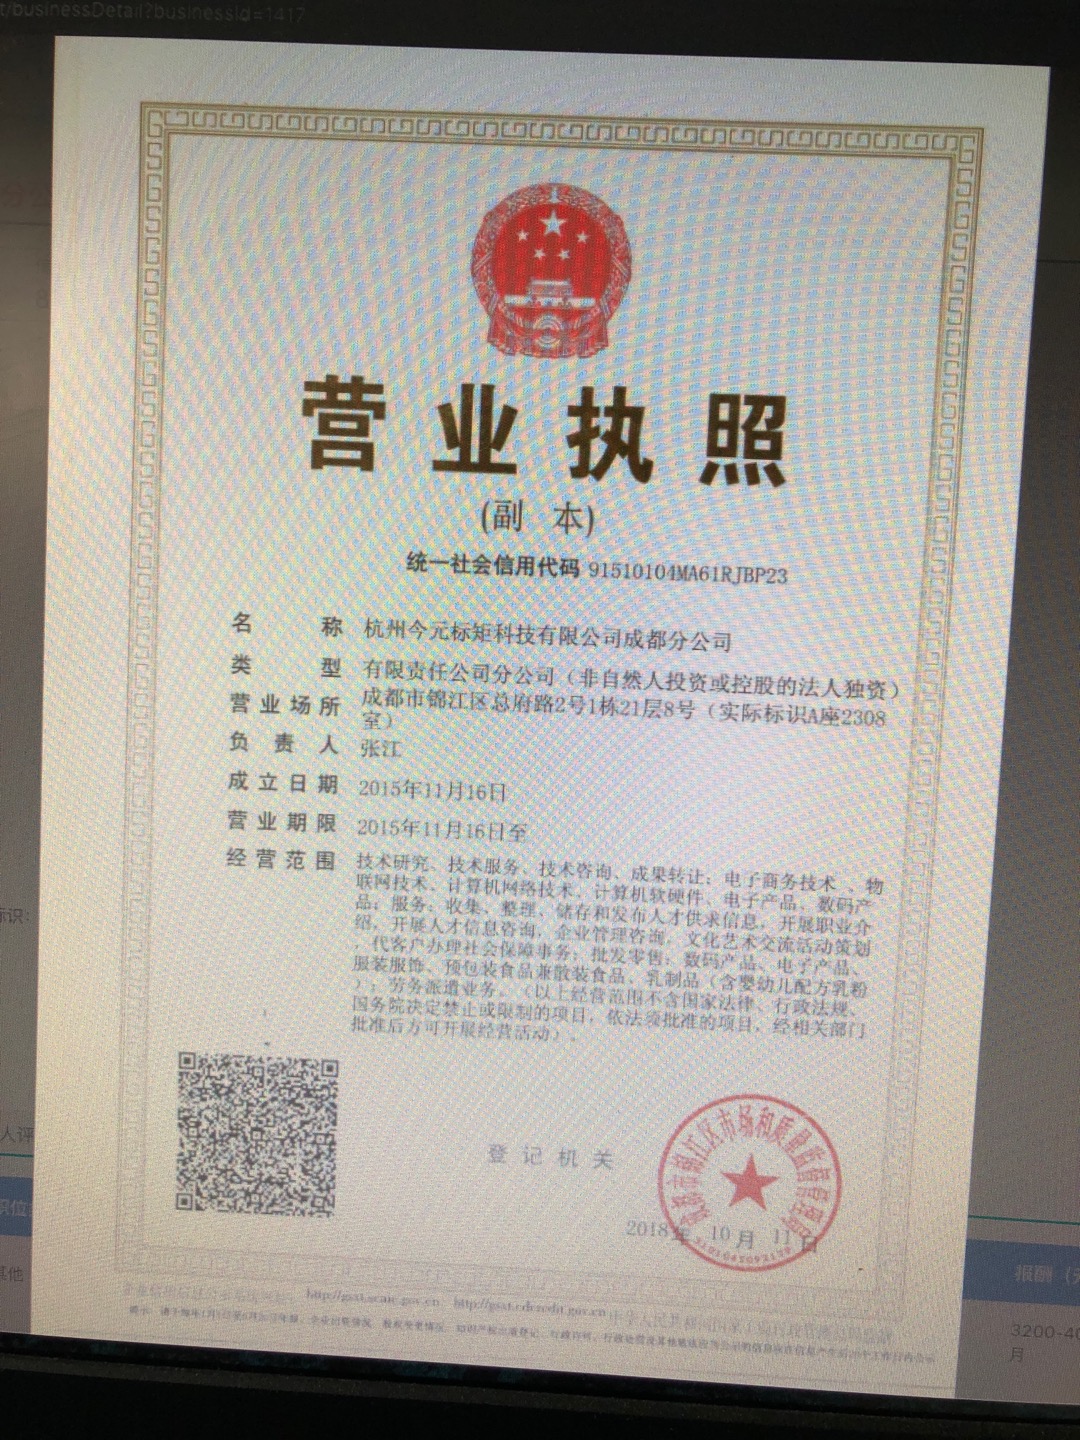 t/businessDetail?businessId=1417
营业执照
(副 本)
统一社会信用代码 91510104MA61RJBP23
名 称 杭州今元标矩科技有限公司成都分公司
类 型 有限责任公司分公司（非自然人投资或控股的法人独资）
营业场所 成都市锦江区总府路2号1栋21层8号（实际标识A座2308
室）
负责人 张江
成立日期 2015年11月16日
营业期限 2015年11月16日至
经营范围 技术研究、技术服务、技术咨询、成果转让：电子商务技术、物
联网技术、计算机网络技术，计算机软硬件、电子产品、数码产
品；服务：收集、整理、储存和发布人才供求信息，开展职业介
绍，开展人才信息咨询，企业管理咨询，文化艺术交流活动策划
，代客户办理社会保障事务；批发零售：数码产品、电子产品、
服装服饰、预包装食品兼散装食品、乳制品（含婴幼儿配方乳粉
）；劳务派遣业务。（以上经营范围不含国家法律、行政法规、
国务院决定禁止或限制的项目，依法须批准的项目，经相关部门
批准后方可开展经营活动）。
登记机关
成都市锦江区市场和质量监督管理局
2018年 10月 11日
http://gsxt.scaic.gov.cn http://gsxt.cdcredit.gov.cn
标识：
人评
职位
其他
报酬（元
3200-40
月